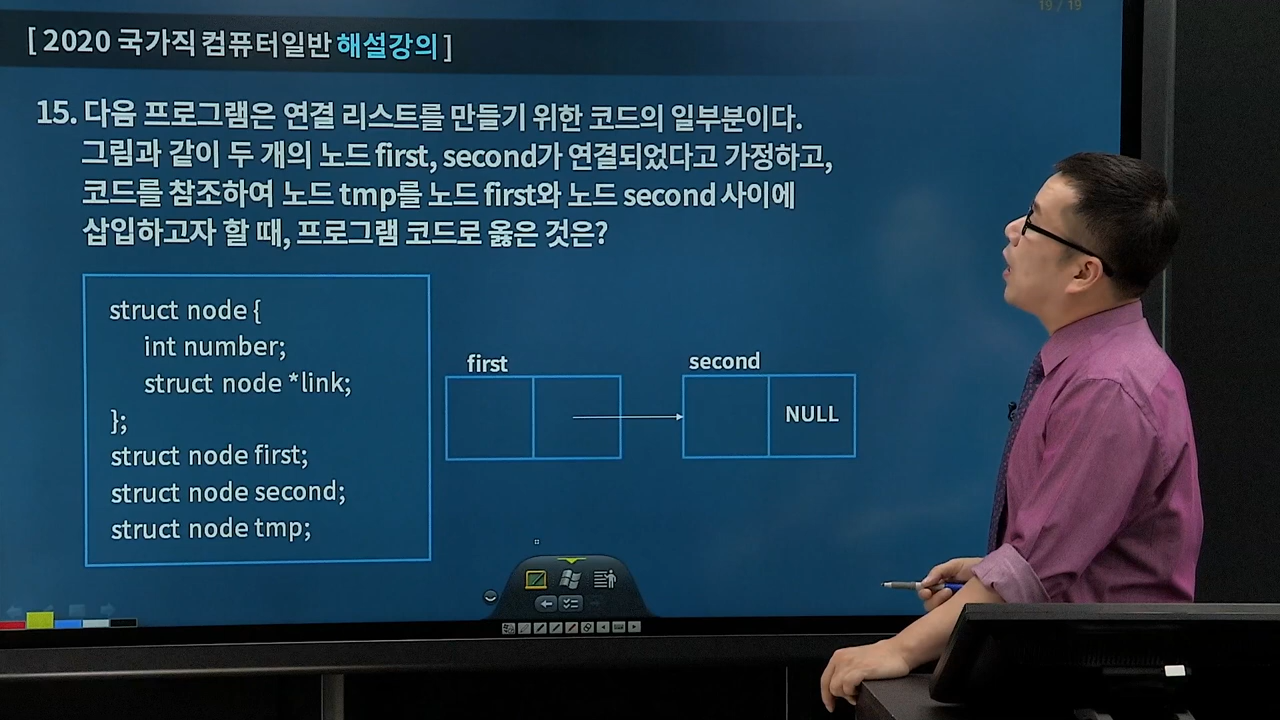 19 / 19
[ 2020 국가직 컴퓨터일반 해설강의 ]
15. 다음 프로그램은 연결 리스트를 만들기 위한 코드의 일부분이다.
그림과 같이 두 개의 노드 first, second가 연결되었다고 가정하고,
코드를 참조하여 노드 tmp를 노드 first와 노드 second 사이에
삽입하고자 할 때, 프로그램 코드로 옳은 것은?
struct node {
int number;
struct node *link;
};
struct node first;
struct node second;
struct node tmp;
first
second
NULL